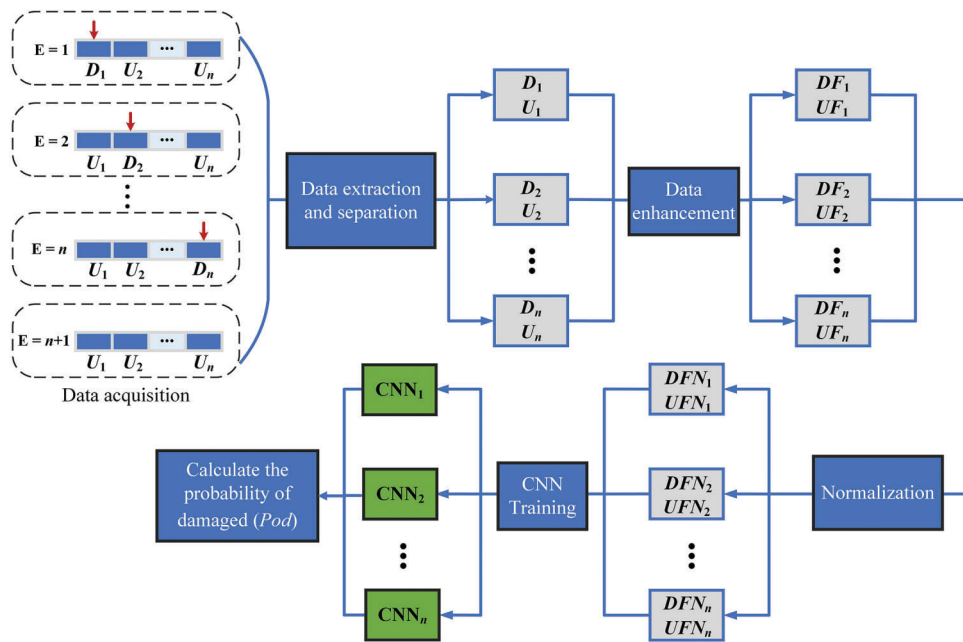 E = 1
...
D1 U2 Un
E = 2
...
U1 D2 Un
E = n
...
U1 U2 Dn
E = n+1
...
U1 U2 Un
Data acquisition
Data extraction
and separation
D1
U1
D2
U2
Dn
Un
Data
enhancement
DF1
UF1
DF2
UF2
DFn
UFn
Normalization
DFN1
UFN1
DFN2
UFN2
DFNn
UFNn
CNN
Training
CNN1
CNN2
CNNn
Calculate the
probability of
damaged (Pod)